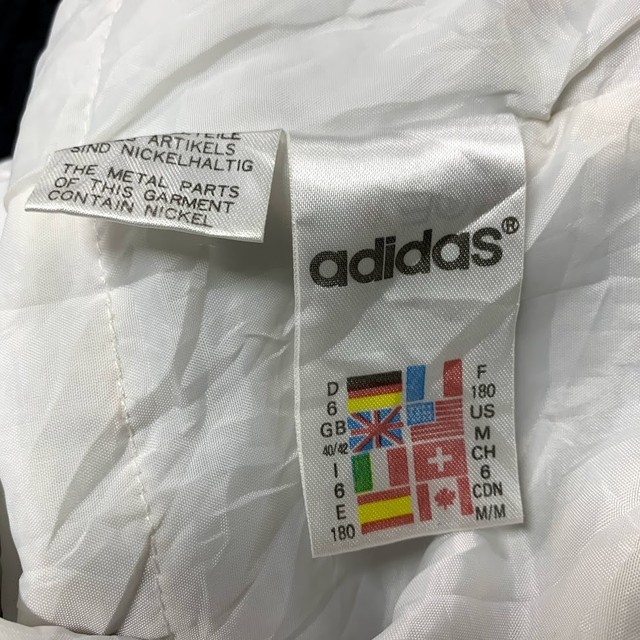 ARTIKELS
SIND NICKELHALTIG
THE METAL PARTS
OF THIS GARMENT
CONTAIN NICKEL
adidas®
D F
6 180
GB US
40/42 M
I CH
6 6
E CDN
180 M/M